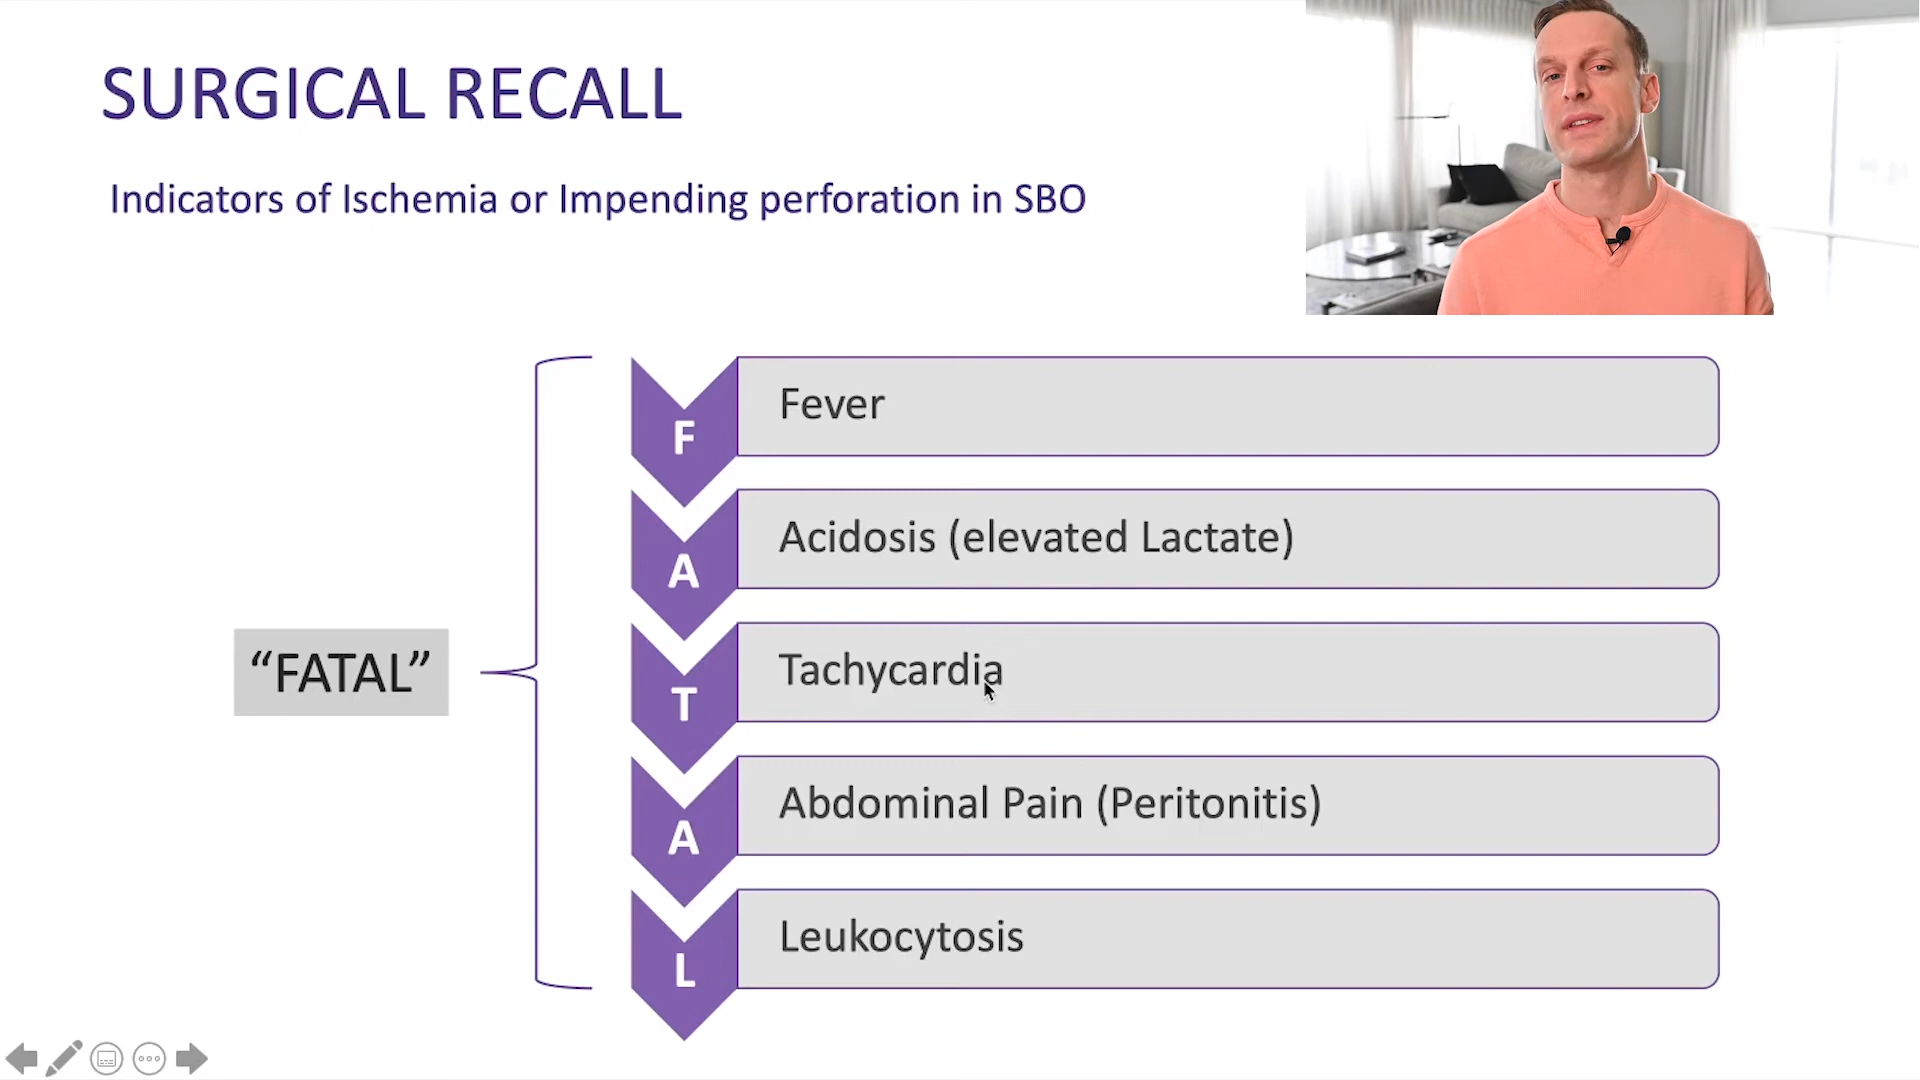 SURGICAL RECALL
Indicators of Ischemia or Impending perforation in SBO
“FATAL”
F
Fever
A
Acidosis (elevated Lactate)
T
Tachycardia
A
Abdominal Pain (Peritonitis)
L
Leukocytosis